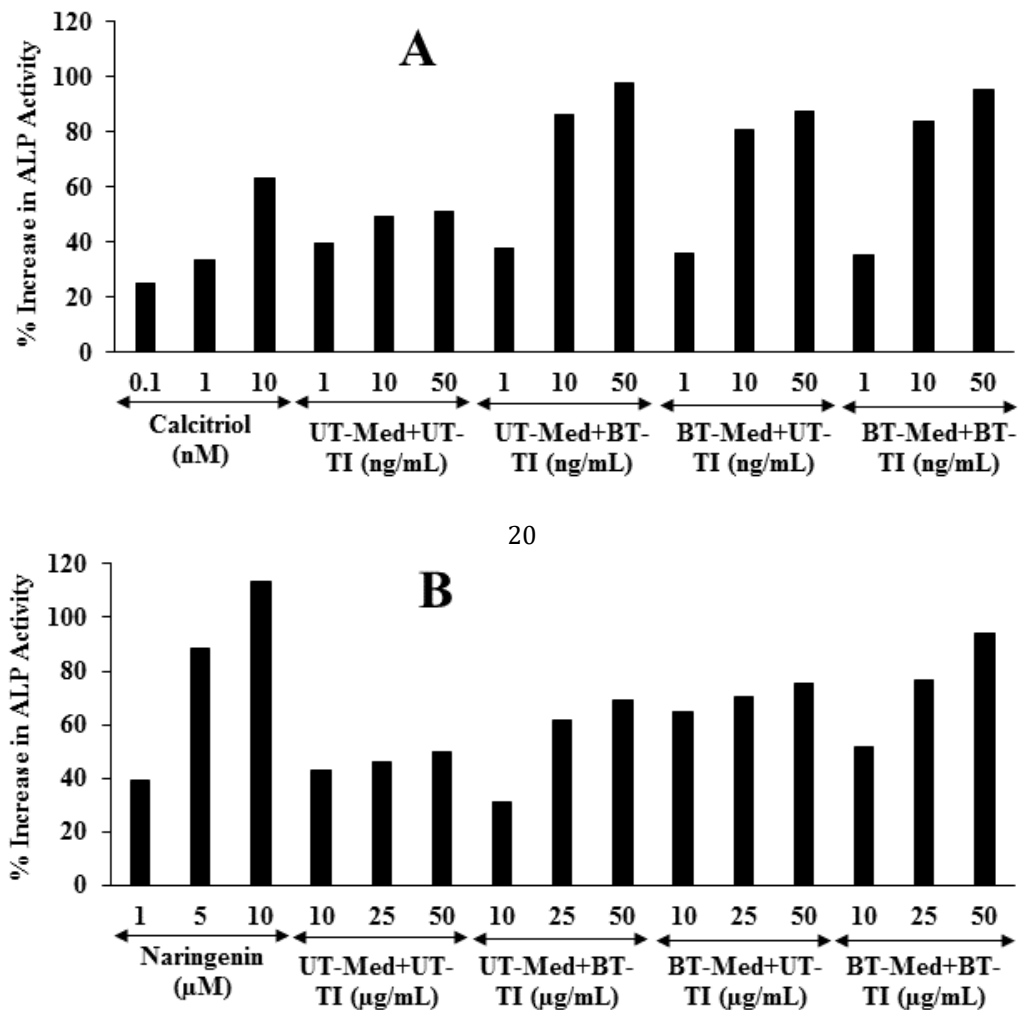 % Increase in ALP Activity
A
120
100
80
60
40
20
0
0.1 1 10 1 10 50 1 10 50 1 10 50 1 10 50
Calcitriol
(nM)
UT-Med+UT-
TI (ng/mL)
UT-Med+BT-
TI (ng/mL)
BT-Med+UT-
TI (ng/mL)
BT-Med+BT-
TI (ng/mL)
20
% Increase in ALP Activity
B
120
100
80
60
40
20
0
1 5 10 10 25 50 10 25 50 10 25 50 10 25 50
Naringenin
(µM)
UT-Med+UT-
TI (µg/mL)
UT-Med+BT-
TI (µg/mL)
BT-Med+UT-
TI (µg/mL)
BT-Med+BT-
TI (µg/mL)